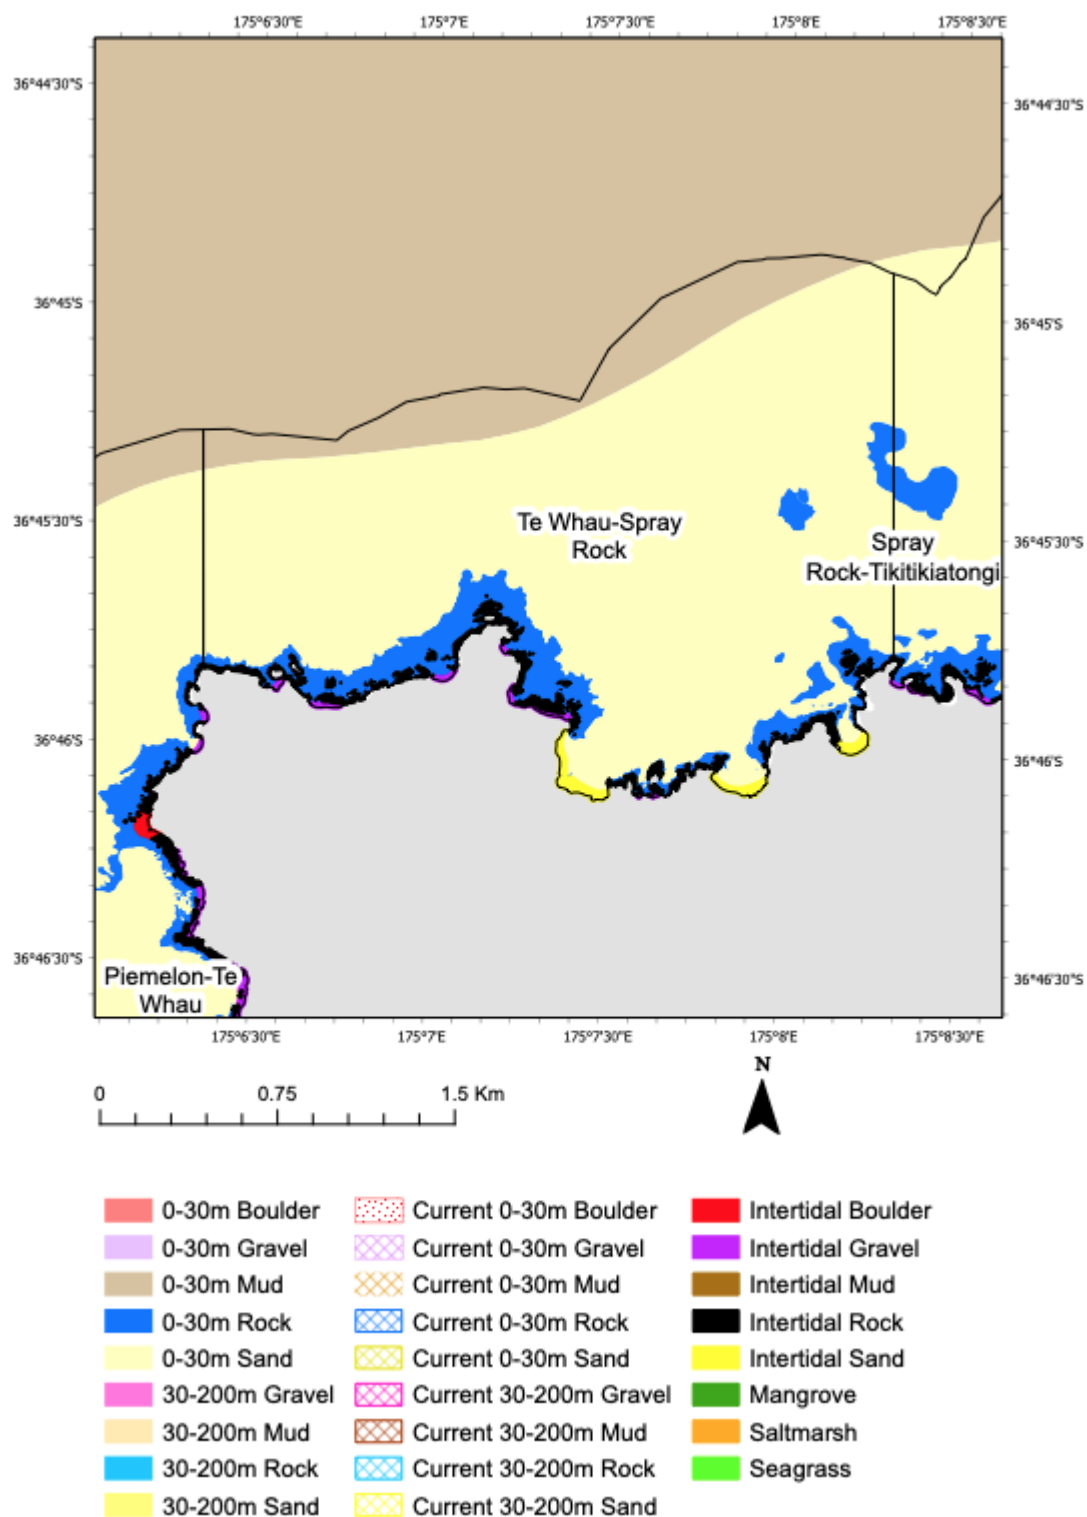 175°6'30"E 175°7'E 175°7'30"E 175°8'E 175°8'30"E
36°44'30"S
36°44'30"S
36°45'S
36°45'S
36°45'30"S
36°45'30"S
Te Whau-Spray
Rock
Spray
Rock-Tikitikiatongi
36°46'S
36°46'S
36°46'30"S
36°46'30"S
Piemelon-Te
Whau
175°6'30"E 175°7'E 175°7'30"E 175°8'E 175°8'30"E
0 0.75 1.5 Km
N
0-30m Boulder
0-30m Gravel
0-30m Mud
0-30m Rock
0-30m Sand
30-200m Gravel
30-200m Mud
30-200m Rock
30-200m Sand
Current 0-30m Boulder
Current 0-30m Gravel
Current 0-30m Mud
Current 0-30m Rock
Current 0-30m Sand
Current 30-200m Gravel
Current 30-200m Mud
Current 30-200m Rock
Current 30-200m Sand
Intertidal Boulder
Intertidal Gravel
Intertidal Mud
Intertidal Rock
Intertidal Sand
Mangrove
Saltmarsh
Seagrass